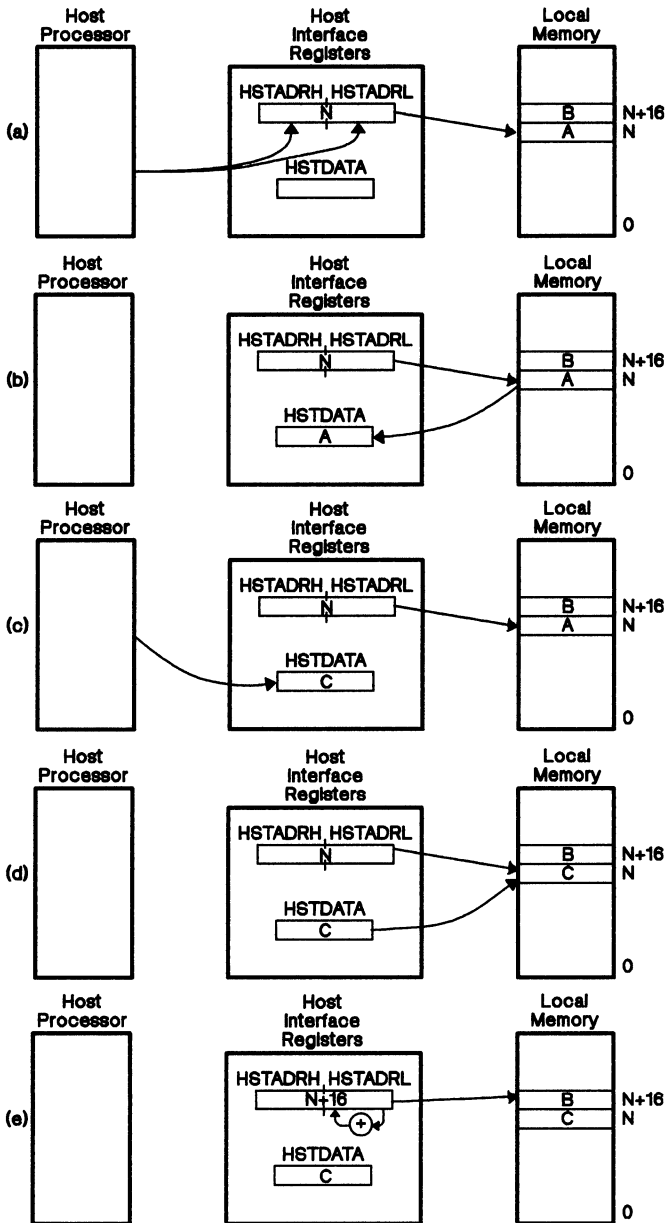 Host
Processor
Host
Interface
Registers
Local
Memory
(a)
HSTADRH HSTADRL
N
HSTDATA
B N+16
A N
0
Host
Processor
Host
Interface
Registers
Local
Memory
(b)
HSTADRH HSTADRL
N
HSTDATA
A
B N+16
A N
0
Host
Processor
Host
Interface
Registers
Local
Memory
(c)
HSTADRH HSTADRL
N
HSTDATA
C
B N+16
A N
0
Host
Processor
Host
Interface
Registers
Local
Memory
(d)
HSTADRH HSTADRL
N
HSTDATA
C
B N+16
C N
0
Host
Processor
Host
Interface
Registers
Local
Memory
(e)
HSTADRH HSTADRL
N+16
+
HSTDATA
C
B N+16
C N
0